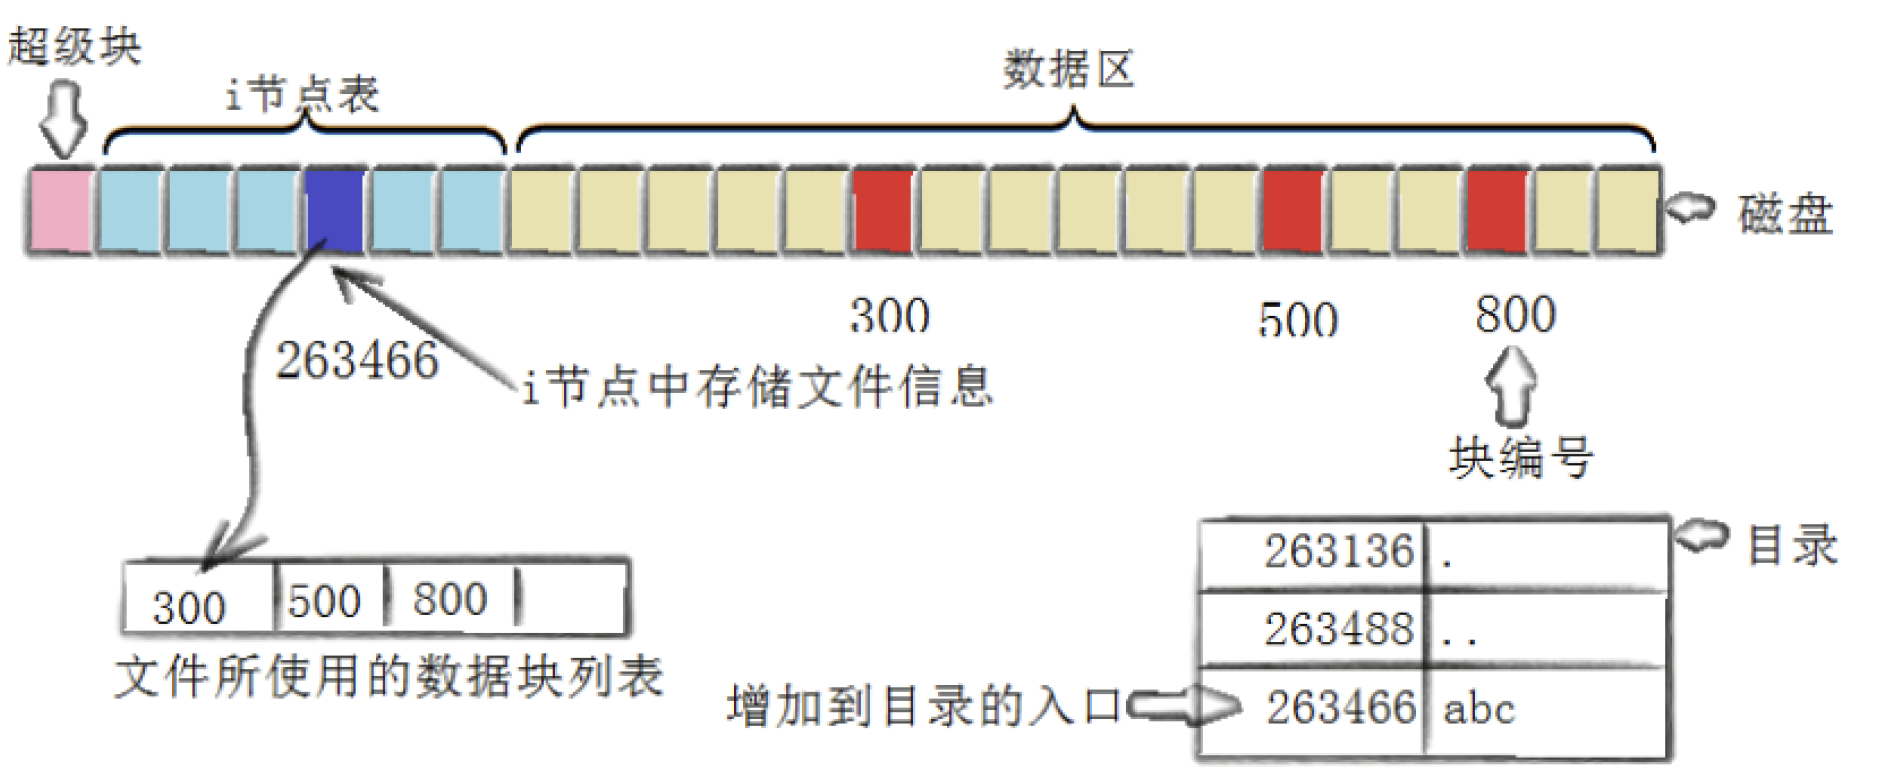 超级块
i节点表
数据区
磁盘
300
500
800
263466
i节点中存储文件信息
块编号
300 500 800
文件所使用的数据块列表
目录
263136 .
263488 ..
263466 abc
增加到目录的入口